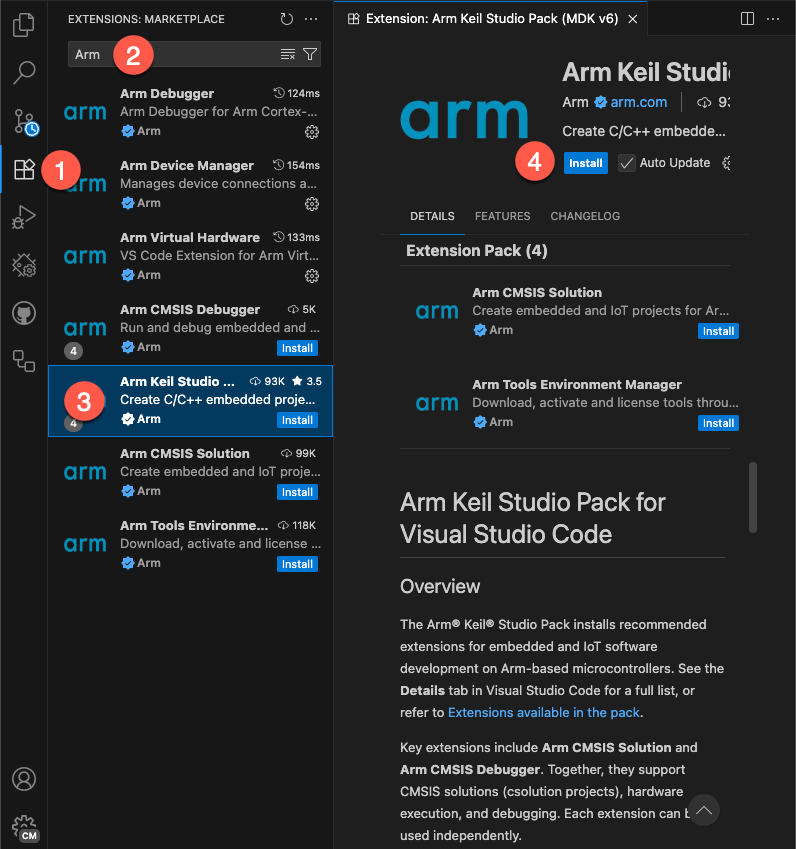 EXTENSIONS: MARKETPLACE
Arm
2
Arm Debugger 124ms
Arm Debugger for Arm Cortex-...
Arm
arm
1
Arm Device Manager 154ms
Manages device connections a...
Arm
arm
Arm Virtual Hardware 133ms
VS Code Extension for Arm Virt...
Arm
arm
Arm CMSIS Debugger 5K
Run and debug embedded and ...
Arm
Install
arm
4
Arm Keil Studio ... 93K 3.5
Create C/C++ embedded proje...
Arm
Install
3
4
Arm CMSIS Solution 99K
Create embedded and IoT proje...
Arm
Install
arm
Arm Tools Environme... 118K
Download, activate and license ...
Arm
Install
arm
CM
Extension: Arm Keil Studio Pack (MDK v6)
arm
Arm Keil Studi
Arm arm.com 93
Create C/C++ embedde...
4
Install Auto Update
DETAILS FEATURES CHANGELOG
Extension Pack (4)
arm
Arm CMSIS Solution
Create embedded and IoT projects for Ar...
Arm
Install
arm
Arm Tools Environment Manager
Download, activate and license tools throu...
Arm
Install
Arm Keil Studio Pack for
Visual Studio Code
Overview
The Arm® Keil® Studio Pack installs recommended
extensions for embedded and IoT software
development on Arm-based microcontrollers. See the
Details tab in Visual Studio Code for a full list, or
refer to Extensions available in the pack.
Key extensions include Arm CMSIS Solution and
Arm CMSIS Debugger. Together, they support
CMSIS solutions (csolution projects), hardware
execution, and debugging. Each extension can
used independently.